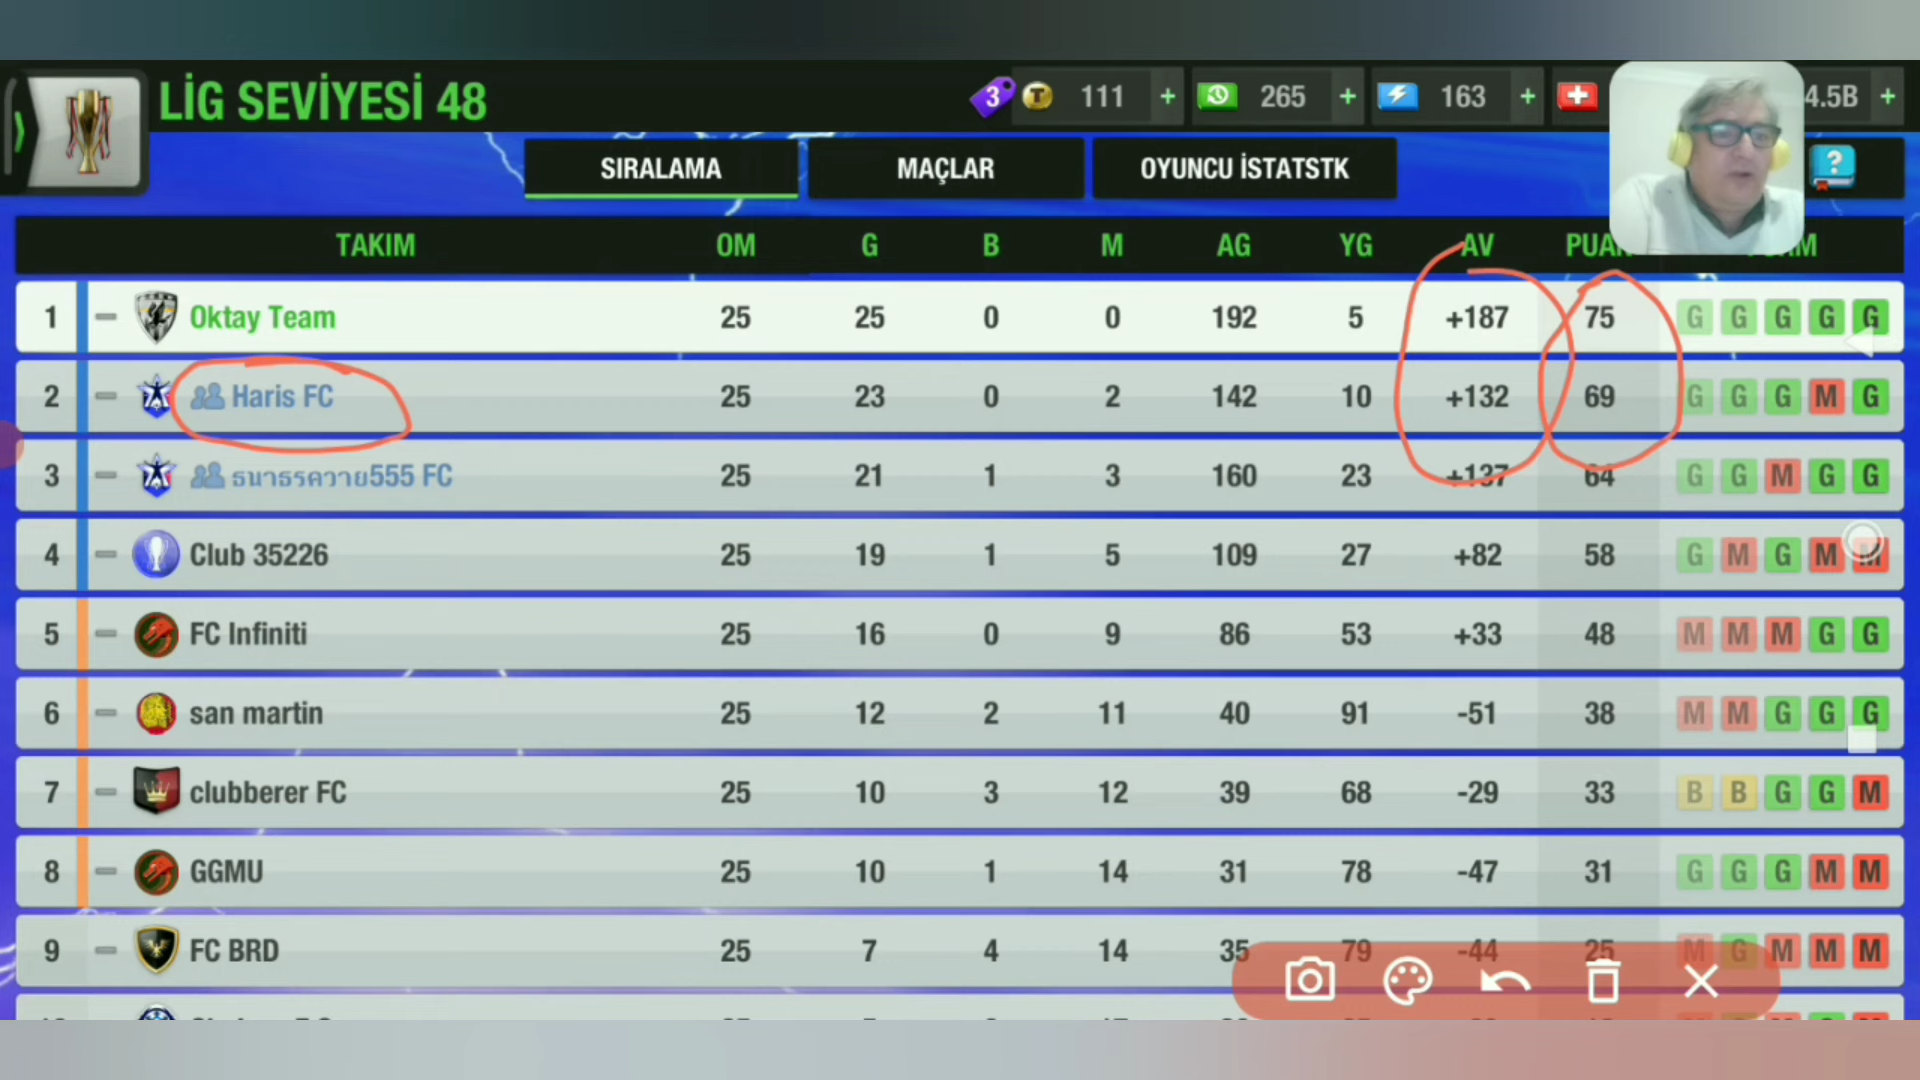 LİG SEVİYESİ 48
3 T 111 + 265 + 163 + 4.5B +
SIRALAMA MAÇLAR OYUNCU İSTATSTK ?
TAKIM OM G B M AG YG AV PUAN
1 Oktay Team 25 25 0 0 192 5 +187 75 G G G G G
2 Haris FC 25 23 0 2 142 10 +132 69 G G G M G
3 ธนาธรควาย555 FC 25 21 1 3 160 23 +137 64 G G M G G
4 Club 35226 25 19 1 5 109 27 +82 58 G M G M M
5 FC Infiniti 25 16 0 9 86 53 +33 48 M M M G G
6 san martin 25 12 2 11 40 91 -51 38 M M G G G
7 clubberer FC 25 10 3 12 39 68 -29 33 B B G G M
8 GGMU 25 10 1 14 31 78 -47 31 G G G M M
9 FC BRD 25 7 4 14 35 79 -44 25 M G M M M